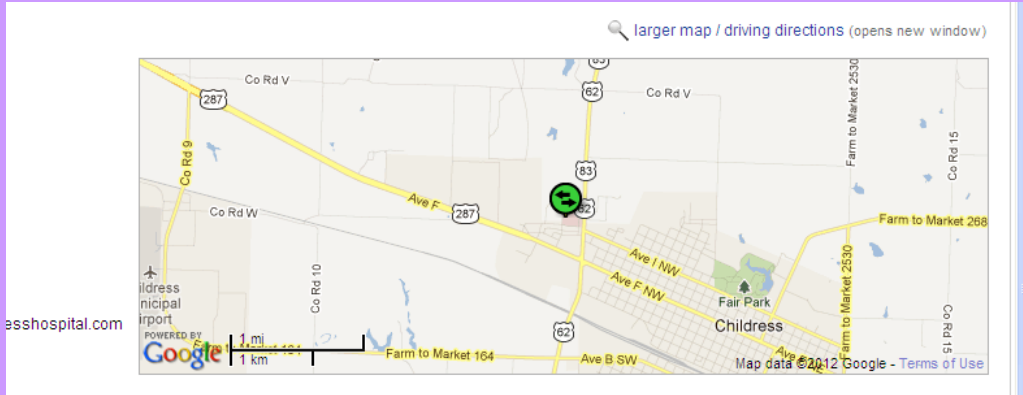 larger map / driving directions (opens new window)
83
Co Rd V
62
Co Rd V
287
Farm to Market 2530
Co Rd 15
Co Rd 9
83
Ave F
287
62
Co Rd W
Farm to Market 268
Ave I NW
Co Rd 10
Ave F NW
Farm to Market 2530
ildress
nicipal
irport
Fair Park
Childress
Co Rd 15
esshospital.com
62
POWERED BY
Google
1 mi
1 km
Farm to Market 164
Ave B SW
Map data ©2012 Google - Terms of Use